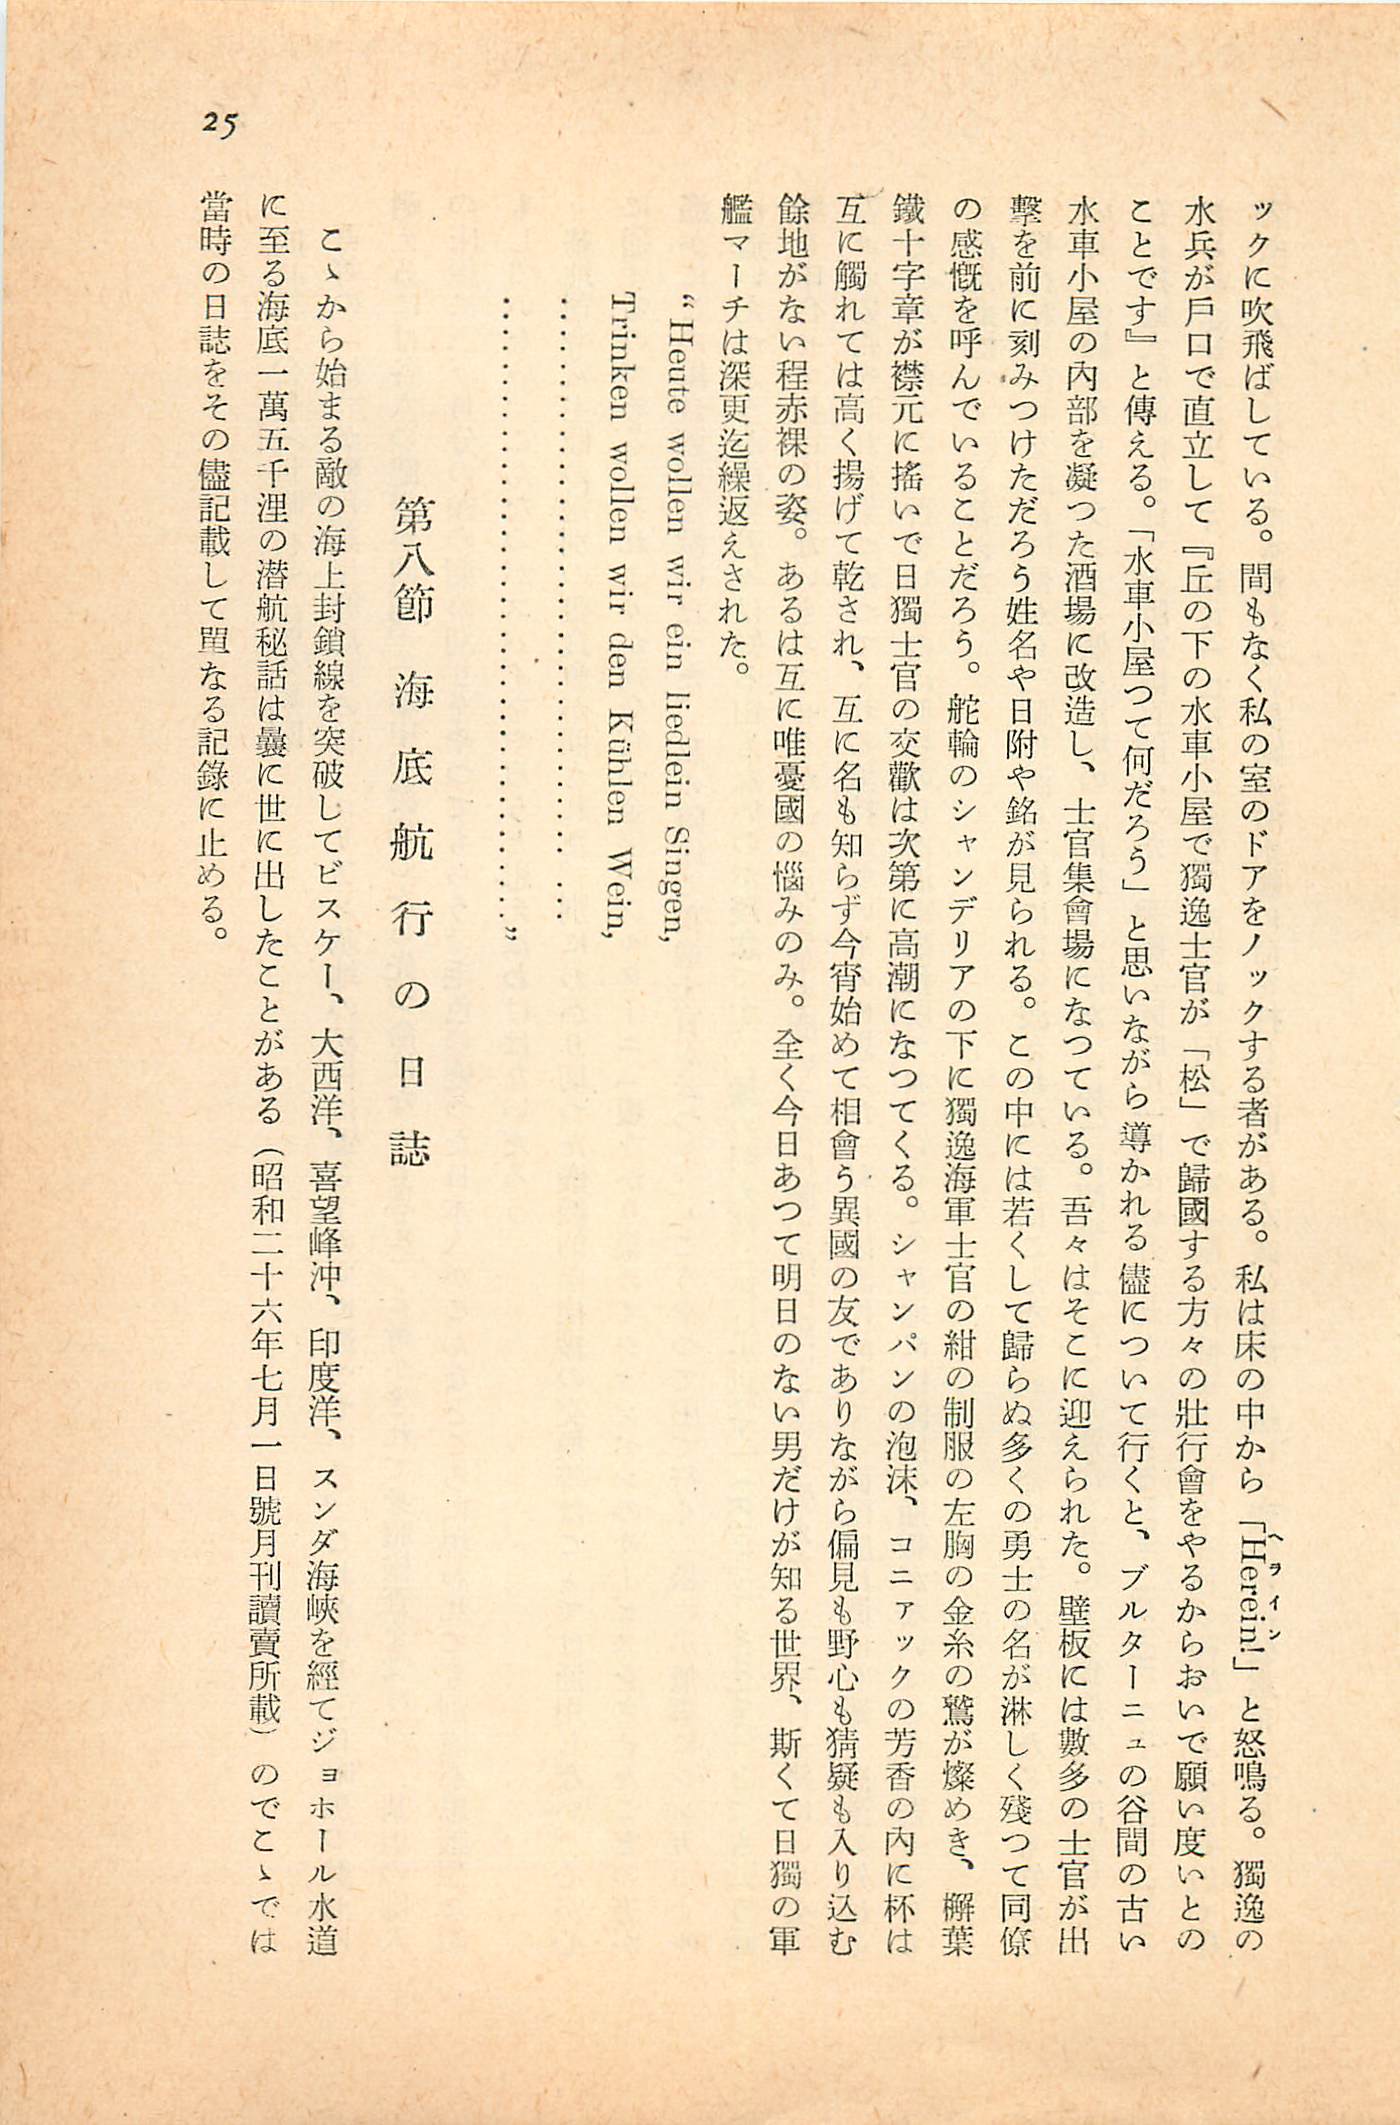 ックに吹飛ばしている。間もなく私の室のドアをノックする者がある。私は床の中から「Herein!」と怒鳴る。獨逸の
ヘライン
水兵が戸口で直立して『丘の下の水車小屋で獨逸士官が「松」で歸國する方々の壯行會をやるからおいで願い度いとの
ことです』と傳える。「水車小屋つて何だろう」と思いながら導かれる儘について行くと、ブルターニュの谷間の古い
水車小屋の內部を凝つた酒場に改造し、士官集會場になつている。吾々はそこに迎えられた。壁板には數多の士官が出
擊を前に刻みつけただろう姓名や日附や銘が見られる。この中には若くして歸らぬ多くの勇士の名が淋しく殘つて同僚
の感慨を呼んでいることだろう。舵輪のシャンデリアの下に獨逸海軍士官の紺の制服の左胸の金糸の鷲が燦めき、檞葉
鐵十字章が襟元に搖いで日獨士官の交歡は次第に高潮になつてくる。シャンパンの泡沫、コニァックの芳香の內に杯は
互に觸れては高く揚げて乾され、互に名も知らず今宵始めて相會う異國の友でありながら偏見も野心も猜疑も入り込む
餘地がない程赤裸の姿。あるは互に唯憂國の惱みのみ。全く今日あつて明日のない男だけが知る世界、斯くて日獨の軍
艦マーチは深更迄繰返えされた。
“Heute wollen wir ein liedlein Singen,
Trinken wollen wir den Kühlen Wein,
.................................. ...
......................................”
第八節 海底航行の日誌
こゝから始まる敵の海上封鎖線を突破してビスケー、大西洋、喜望峰沖、印度洋、スンダ海峽を經てジョホール水道
に至る海底一萬五千浬の潜航秘話は曩に世に出したことがある（昭和二十六年七月一日號月刊讀賣所載）のでこゝでは
當時の日誌をその儘記載して單なる記錄に止める。
25